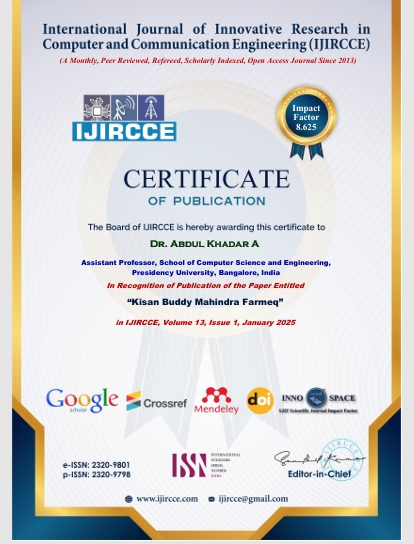 International Journal of Innovative Research in
Computer and Communication Engineering (IJIRCCE)
(A Monthly, Peer Reviewed, Refereed, Scholarly Indexed, Open Access Journal Since 2013)
IJIRCCE
Impact
Factor
8.625
CERTIFICATE
OF PUBLICATION
The Board of IJIRCCE is hereby awarding this certificate to
DR. ABDUL KHADAR A
Assistant Professor, School of Computer Science and Engineering,
Presidency University, Bangalore, India
In Recognition of Publication of the Paper Entitled
“Kisan Buddy Mahindra Farmeq”
in IJIRCCE, Volume 13, Issue 1, January 2025
Google
scholar
Crossref
MENDELEY
doi
INNO SPACE
SJIF Scientific Journal Impact Factor
e-ISSN: 2320-9801
p-ISSN: 2320-9798
ISSN
INTERNATIONAL
STANDARD
SERIAL
NUMBER
INDIA
Editor-in-Chief
www.ijircce.com
ijircce@gmail.com